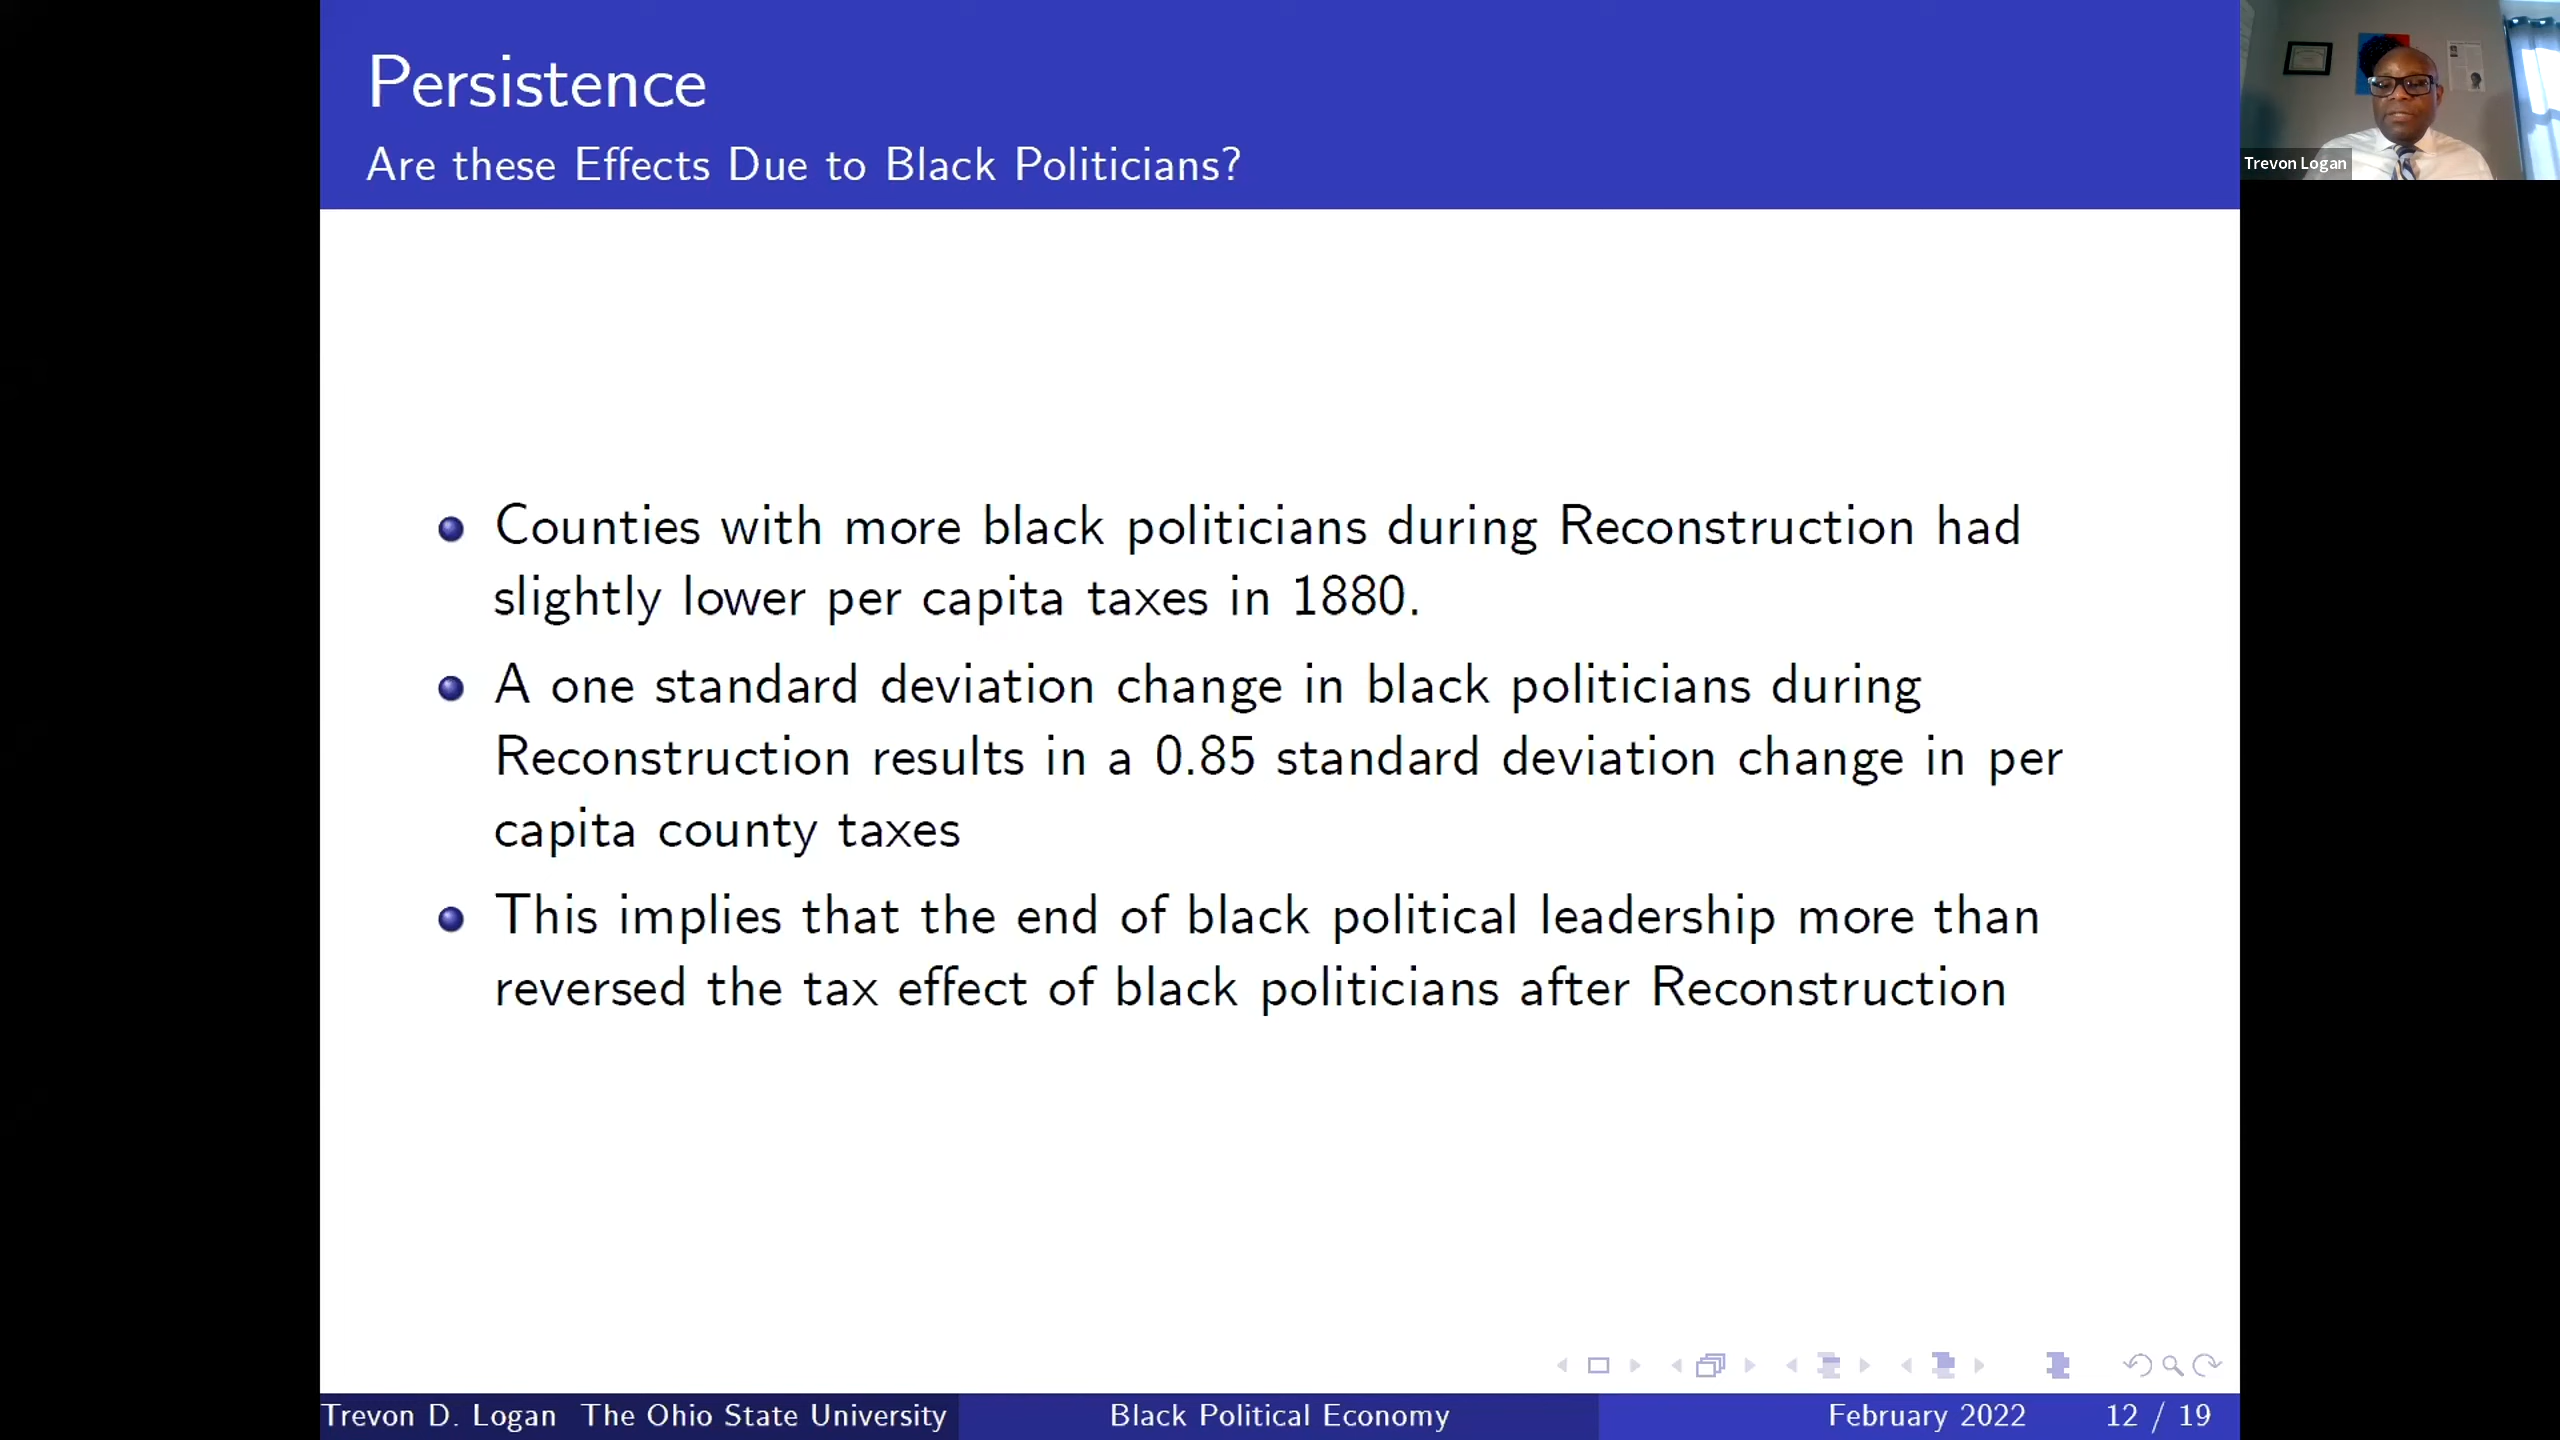 Persistence
Are these Effects Due to Black Politicians?
Trevon Logan
Counties with more black politicians during Reconstruction had
slightly lower per capita taxes in 1880.
A one standard deviation change in black politicians during
Reconstruction results in a 0.85 standard deviation change in per
capita county taxes
This implies that the end of black political leadership more than
reversed the tax effect of black politicians after Reconstruction
Trevon D. Logan The Ohio State University
Black Political Economy
February 2022
12 / 19